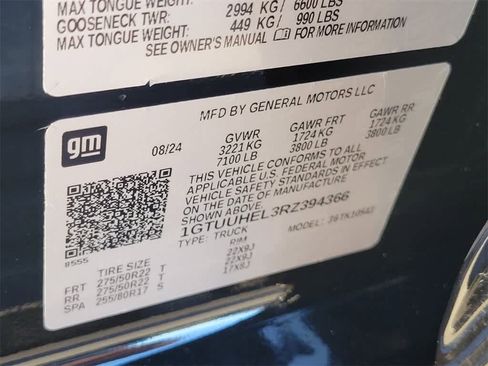 MAX TONGUE WEIGHT: 2994 KG / 6600 LBS
GOOSENECK TWR:
MAX TONGUE WEIGHT: 449 KG / 990 LBS
SEE OWNER'S MANUAL FOR MORE INFORMATION
gm
MFD BY GENERAL MOTORS LLC
08/24 GVWR GAWR FRT GAWR RR
3221 KG 1724 KG 1724 KG
7100 LB 3800 LB 3800 LB
THIS VEHICLE CONFORMS TO ALL
APPLICABLE U.S. FEDERAL MOTOR
VEHICLE SAFETY STANDARDS IN EFFECT
ON THE DATE OF MANUFACTURE
1GTUUHEL3RZ394366
TYPE: TRUCK MODEL:
8555
TIRE SIZE RIM
FRT 275/50R22 T 22X9J
RR 275/50R22 T 22X9J
SPA 255/80R17 S 17X8J